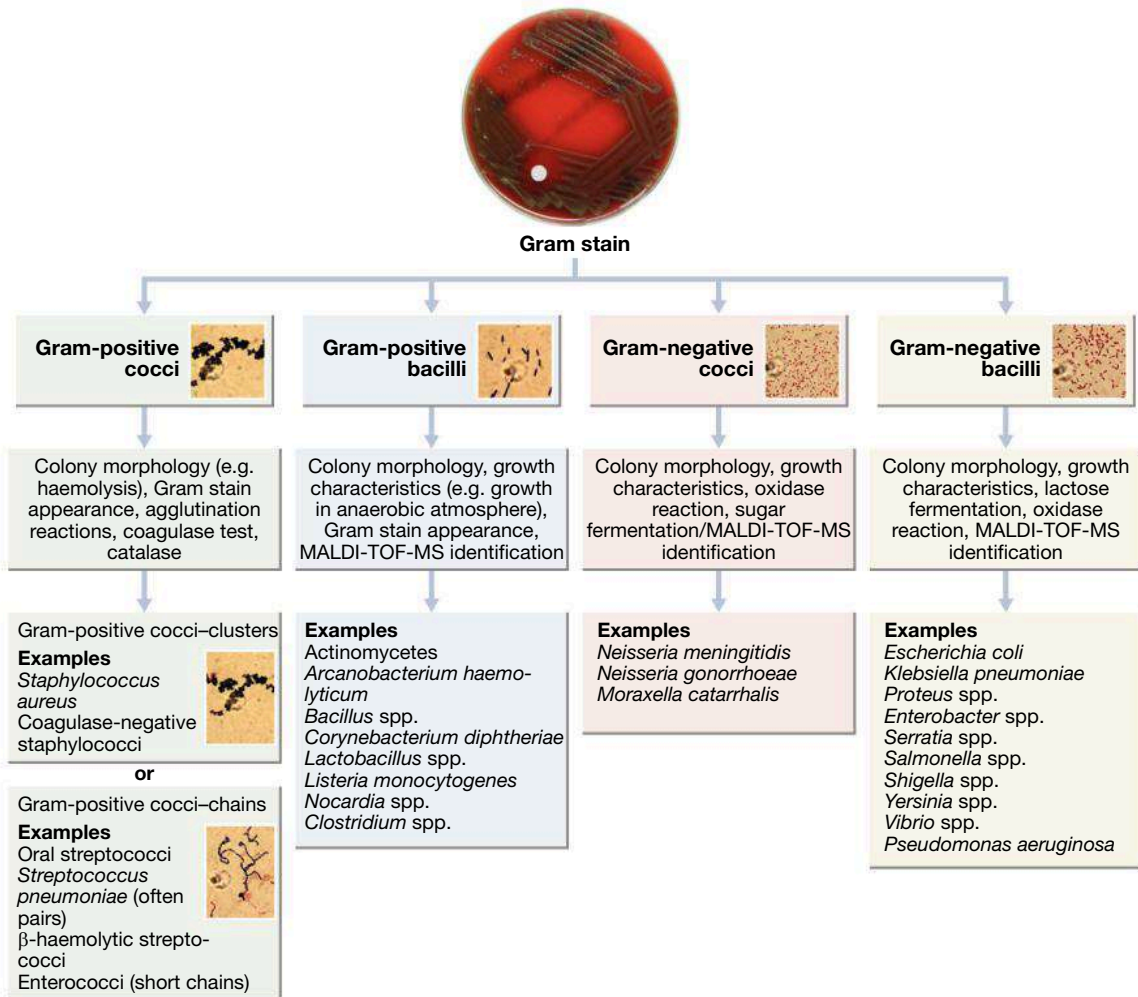 Gram stain
Gram-positive
cocci
Gram-positive
bacilli
Gram-negative
cocci
Gram-negative
bacilli
Colony morphology (e.g.
haemolysis), Gram stain
appearance, agglutination
reactions, coagulase test,
catalase
Colony morphology, growth
characteristics (e.g. growth
in anaerobic atmosphere),
Gram stain appearance,
MALDI-TOF-MS identification
Colony morphology, growth
characteristics, oxidase
reaction, sugar
fermentation/MALDI-TOF-MS
identification
Colony morphology, growth
characteristics, lactose
fermentation, oxidase
reaction, MALDI-TOF-MS
identification
Gram-positive cocci–clusters
Examples
Staphylococcus
aureus
Coagulase-negative
staphylococci
or
Gram-positive cocci–chains
Examples
Oral streptococci
Streptococcus
pneumoniae (often
pairs)
β-haemolytic strepto-
cocci
Enterococci (short chains)
Examples
Actinomycetes
Arcanobacterium haemo-
lyticum
Bacillus spp.
Corynebacterium diphtheriae
Lactobacillus spp.
Listeria monocytogenes
Nocardia spp.
Clostridium spp.
Examples
Neisseria meningitidis
Neisseria gonorrhoeae
Moraxella catarrhalis
Examples
Escherichia coli
Klebsiella pneumoniae
Proteus spp.
Enterobacter spp.
Serratia spp.
Salmonella spp.
Shigella spp.
Yersinia spp.
Vibrio spp.
Pseudomonas aeruginosa